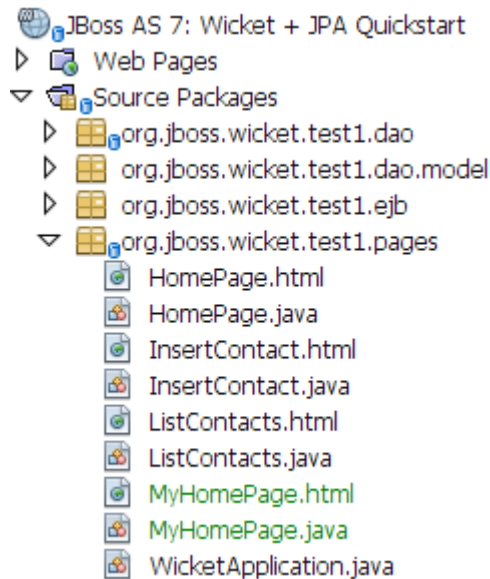 JBoss AS 7: Wicket + JPA Quickstart
Web Pages
Source Packages
org.jboss.wicket.test1.dao
org.jboss.wicket.test1.dao.model
org.jboss.wicket.test1.ejb
org.jboss.wicket.test1.pages
HomePage.html
HomePage.java
InsertContact.html
InsertContact.java
ListContacts.html
ListContacts.java
MyHomePage.html
MyHomePage.java
WicketApplication.java